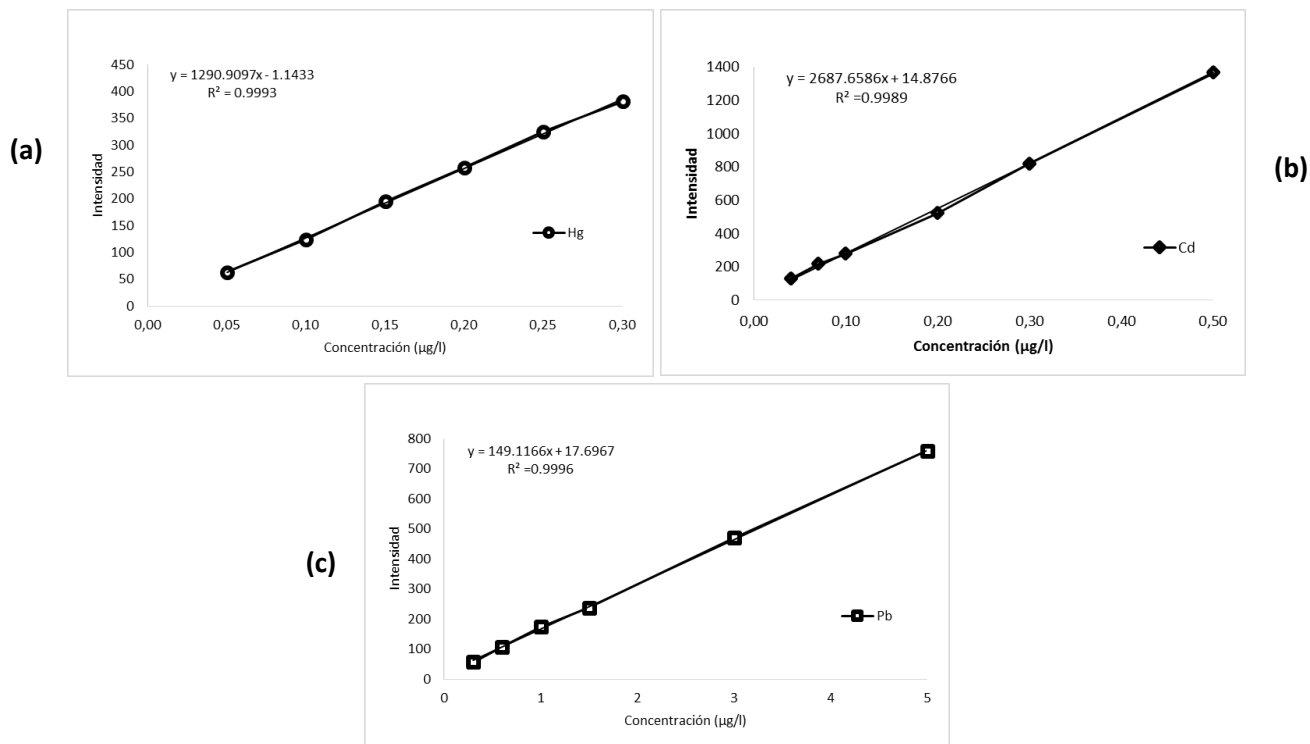 (a)
y = 1290.9097x - 1.1433
R² = 0.9993
450
400
350
300
250
200
150
100
50
0
Intensidad
Hg
0,00 0,05 0,10 0,15 0,20 0,25 0,30
Concentración (µg/l)
(b)
y = 2687.6586x + 14.8766
R² =0.9989
1400
1200
1000
800
600
400
200
0
Intensidad
Cd
0,00 0,10 0,20 0,30 0,40 0,50
Concentración (µg/l)
(c)
y = 149.1166x + 17.6967
R² =0.9996
800
700
600
500
400
300
200
100
0
Intensidad
Pb
0 1 2 3 4 5
Concentración (µg/l)